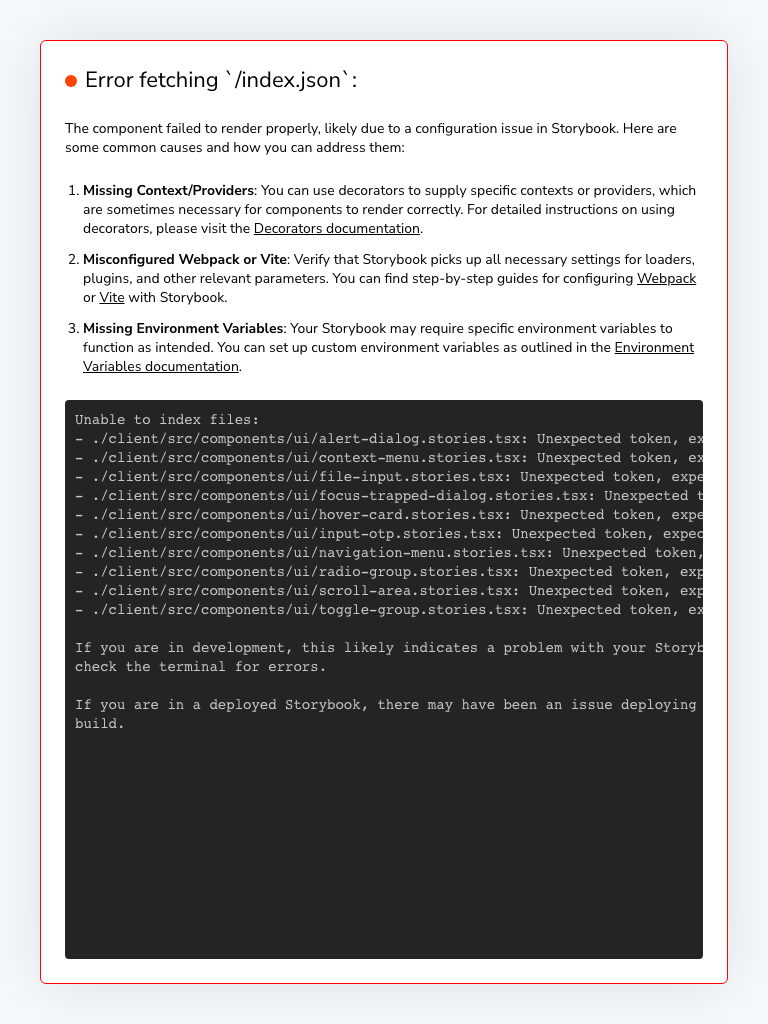 Error fetching `/index.json`:
The component failed to render properly, likely due to a configuration issue in Storybook. Here are
some common causes and how you can address them:
1. Missing Context/Providers: You can use decorators to supply specific contexts or providers, which
are sometimes necessary for components to render correctly. For detailed instructions on using
decorators, please visit the Decorators documentation.
2. Misconfigured Webpack or Vite: Verify that Storybook picks up all necessary settings for loaders,
plugins, and other relevant parameters. You can find step-by-step guides for configuring Webpack
or Vite with Storybook.
3. Missing Environment Variables: Your Storybook may require specific environment variables to
function as intended. You can set up custom environment variables as outlined in the Environment
Variables documentation.
Unable to index files:
- ./client/src/components/ui/alert-dialog.stories.tsx: Unexpected token, ex
- ./client/src/components/ui/context-menu.stories.tsx: Unexpected token, ex
- ./client/src/components/ui/file-input.stories.tsx: Unexpected token, expe
- ./client/src/components/ui/focus-trapped-dialog.stories.tsx: Unexpected t
- ./client/src/components/ui/hover-card.stories.tsx: Unexpected token, expe
- ./client/src/components/ui/input-otp.stories.tsx: Unexpected token, expec
- ./client/src/components/ui/navigation-menu.stories.tsx: Unexpected token,
- ./client/src/components/ui/radio-group.stories.tsx: Unexpected token, exp
- ./client/src/components/ui/scroll-area.stories.tsx: Unexpected token, exp
- ./client/src/components/ui/toggle-group.stories.tsx: Unexpected token, ex
If you are in development, this likely indicates a problem with your Storyb
check the terminal for errors.
If you are in a deployed Storybook, there may have been an issue deploying
build.